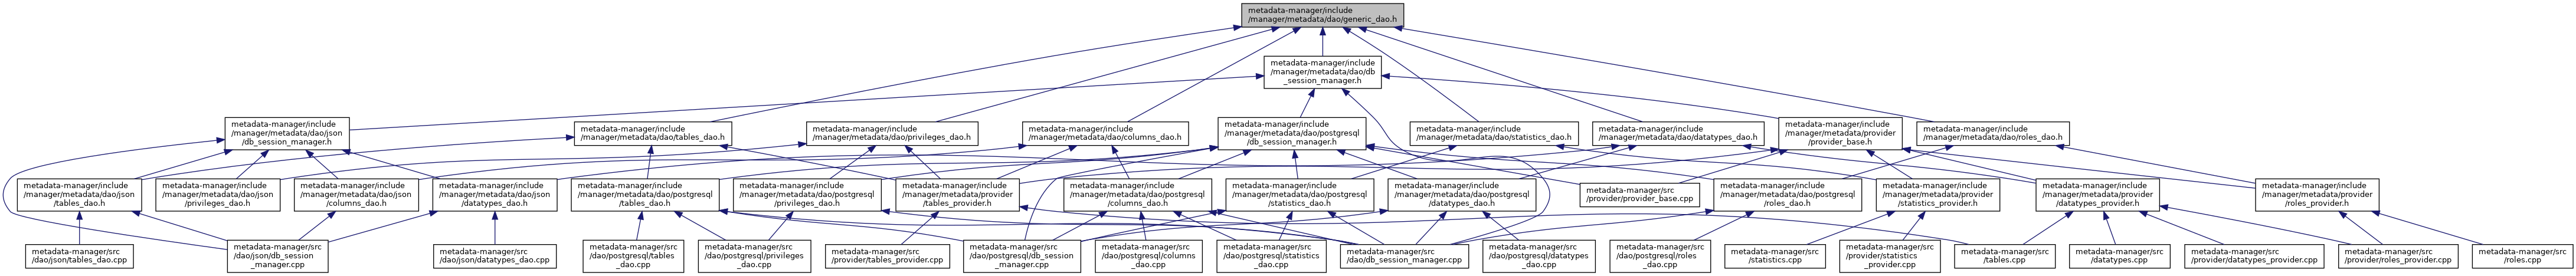 metadata-manager/include
/manager/metadata/dao/generic_dao.h
metadata-manager/include
/manager/metadata/dao/db
_session_manager.h
metadata-manager/include
/manager/metadata/dao/json
/db_session_manager.h
metadata-manager/include
/manager/metadata/dao/tables_dao.h
metadata-manager/include
/manager/metadata/dao/privileges_dao.h
metadata-manager/include
/manager/metadata/dao/columns_dao.h
metadata-manager/include
/manager/metadata/dao/postgresql
/db_session_manager.h
metadata-manager/include
/manager/metadata/dao/statistics_dao.h
metadata-manager/include
/manager/metadata/dao/datatypes_dao.h
metadata-manager/include
/manager/metadata/provider
/provider_base.h
metadata-manager/include
/manager/metadata/dao/roles_dao.h
metadata-manager/include
/manager/metadata/dao/json
/tables_dao.h
metadata-manager/include
/manager/metadata/dao/json
/privileges_dao.h
metadata-manager/include
/manager/metadata/dao/json
/columns_dao.h
metadata-manager/include
/manager/metadata/dao/json
/datatypes_dao.h
metadata-manager/include
/manager/metadata/dao/postgresql
/tables_dao.h
metadata-manager/include
/manager/metadata/dao/postgresql
/privileges_dao.h
metadata-manager/include
/manager/metadata/provider
/tables_provider.h
metadata-manager/include
/manager/metadata/dao/postgresql
/columns_dao.h
metadata-manager/include
/manager/metadata/dao/postgresql
/statistics_dao.h
metadata-manager/include
/manager/metadata/dao/postgresql
/datatypes_dao.h
metadata-manager/src
/provider/provider_base.cpp
metadata-manager/include
/manager/metadata/dao/postgresql
/roles_dao.h
metadata-manager/include
/manager/metadata/provider
/statistics_provider.h
metadata-manager/include
/manager/metadata/provider
/datatypes_provider.h
metadata-manager/include
/manager/metadata/provider
/roles_provider.h
metadata-manager/src
/dao/json/tables_dao.cpp
metadata-manager/src
/dao/json/db_session
_manager.cpp
metadata-manager/src
/dao/json/datatypes_dao.cpp
metadata-manager/src
/dao/postgresql/tables
_dao.cpp
metadata-manager/src
/dao/postgresql/privileges
_dao.cpp
metadata-manager/src
/provider/tables_provider.cpp
metadata-manager/src
/dao/postgresql/db_session
_manager.cpp
metadata-manager/src
/dao/postgresql/columns
_dao.cpp
metadata-manager/src
/dao/postgresql/statistics
_dao.cpp
metadata-manager/src
/dao/db_session_manager.cpp
metadata-manager/src
/dao/postgresql/datatypes
_dao.cpp
metadata-manager/src
/dao/postgresql/roles
_dao.cpp
metadata-manager/src
/statistics.cpp
metadata-manager/src
/provider/statistics
_provider.cpp
metadata-manager/src
/tables.cpp
metadata-manager/src
/datatypes.cpp
metadata-manager/src
/provider/datatypes_provider.cpp
metadata-manager/src
/provider/roles_provider.cpp
metadata-manager/src
/roles.cpp